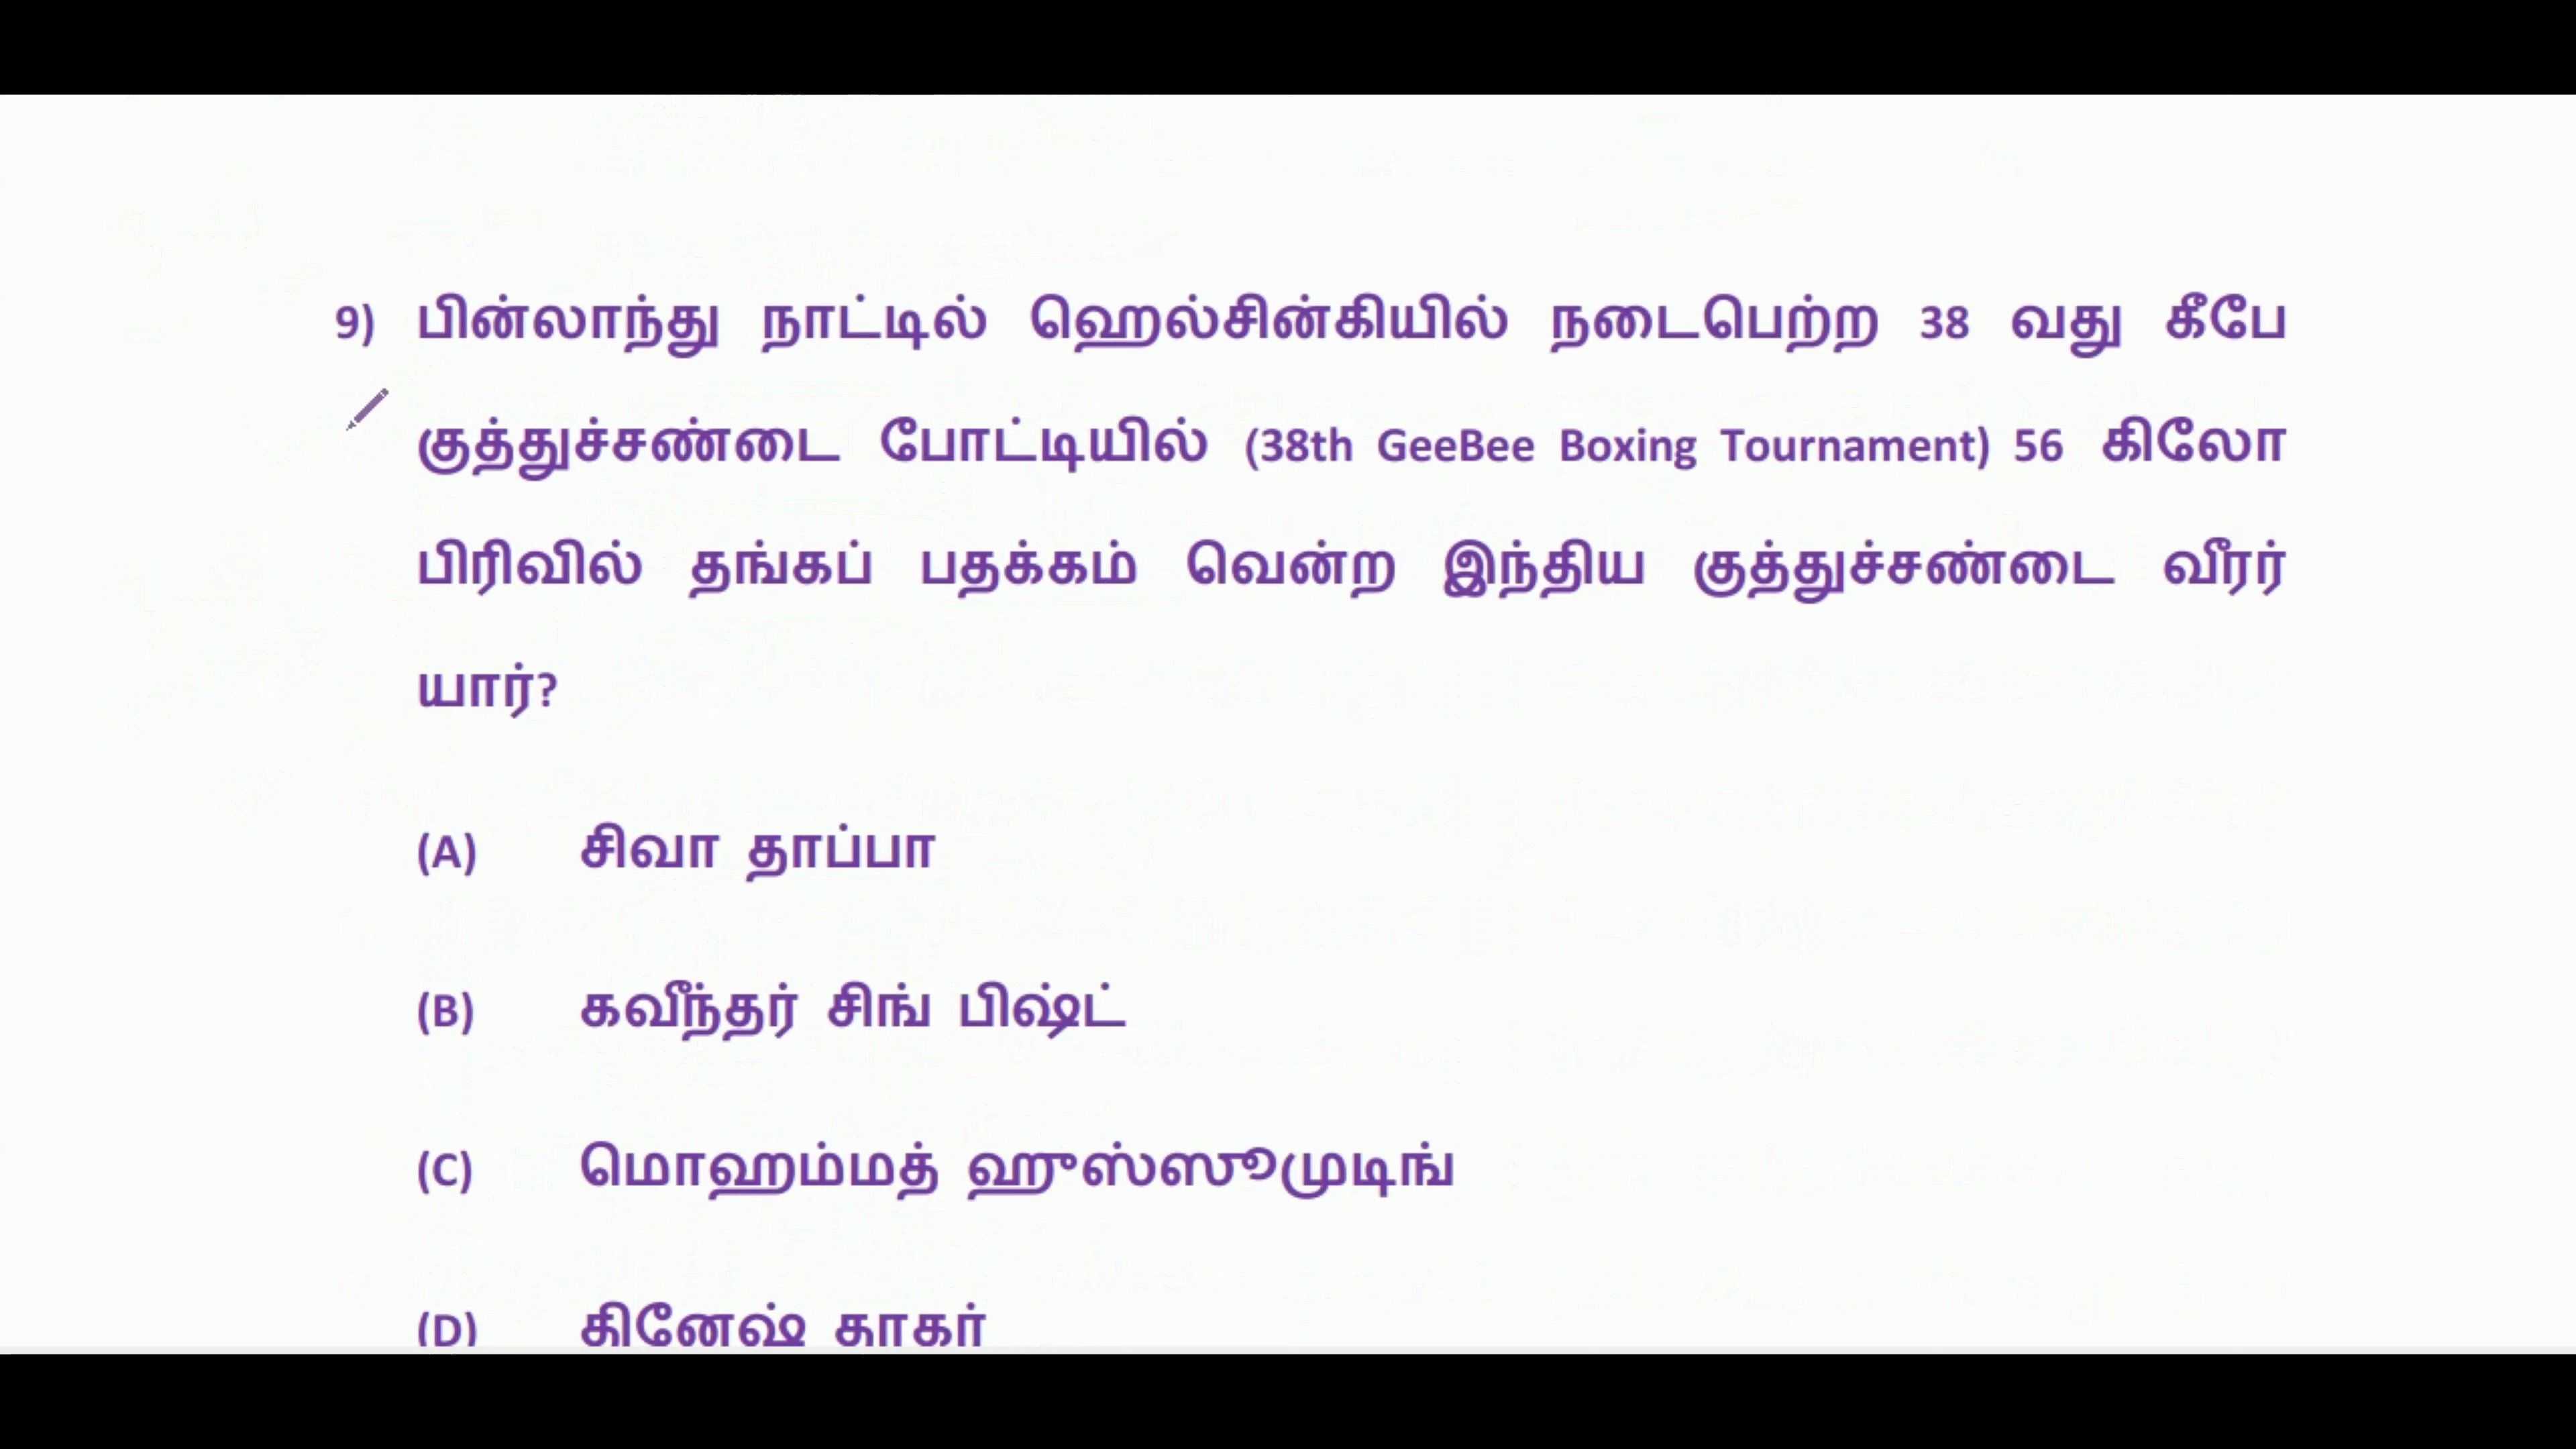 9) பின்லாந்து நாட்டில் ஹெல்சின்கியில் நடைபெற்ற 38 வது கீபே
குத்துச்சண்டை போட்டியில் (38th GeeBee Boxing Tournament) 56 கிலோ
பிரிவில் தங்கப் பதக்கம் வென்ற இந்திய குத்துச்சண்டை வீரர்
யார்?
(A) சிவா தாப்பா
(B) கவீந்தர் சிங் பிஷ்ட்
(C) மொஹம்மத் ஹுஸ்ஸூமுடிங்
(D) கினேஷ் காகர்